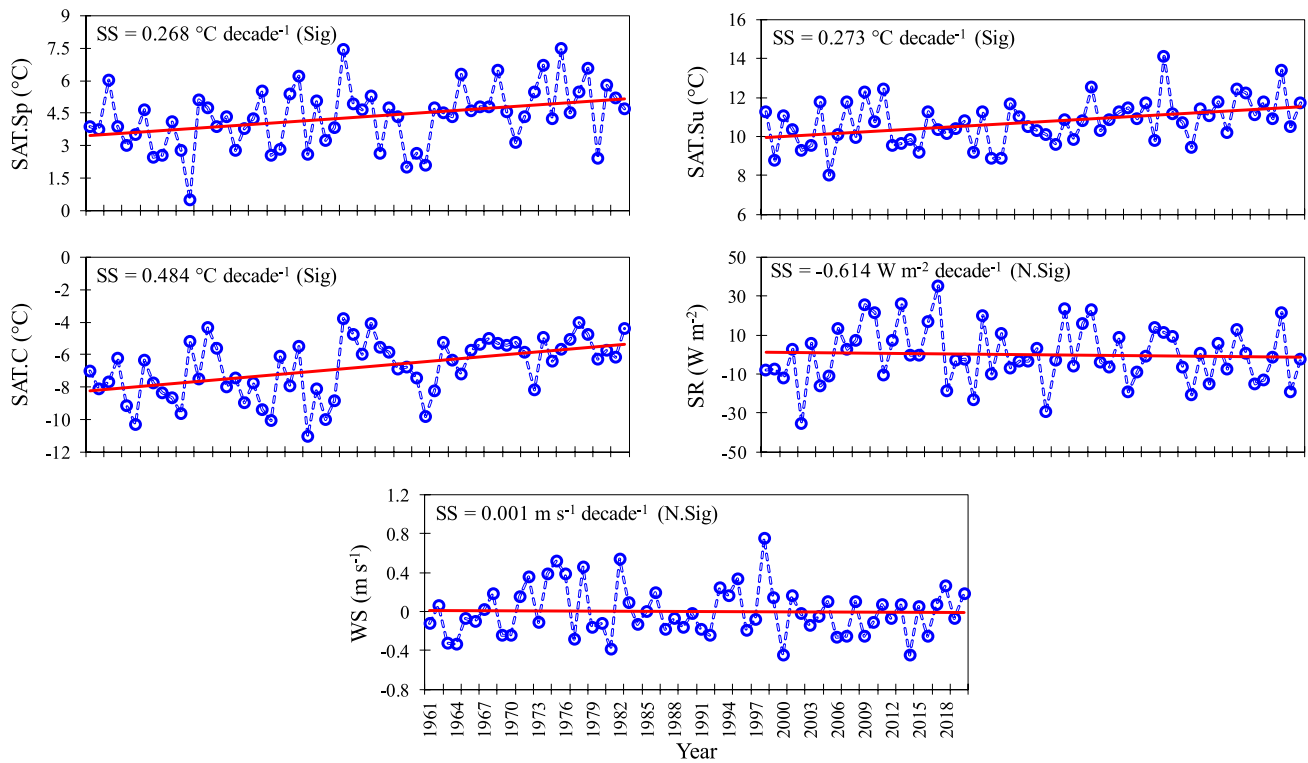 SS = 0.268 °C decade⁻¹ (Sig)
SAT.Sp (°C)
9
7.5
6
4.5
3
1.5
0
SS = 0.273 °C decade⁻¹ (Sig)
SAT.Su (°C)
16
14
12
10
8
6
SS = 0.484 °C decade⁻¹ (Sig)
SAT.C (°C)
0
-2
-4
-6
-8
-10
-12
SS = -0.614 W m⁻² decade⁻¹ (N.Sig)
SR (W m⁻²)
50
30
10
-10
-30
-50
SS = 0.001 m s⁻¹ decade⁻¹ (N.Sig)
WS (m s⁻¹)
1.2
0.8
0.4
0
-0.4
-0.8
1961 1964 1967 1970 1973 1976 1979 1982 1985 1988 1991 1994 1997 2000 2003 2006 2009 2012 2015 2018
Year